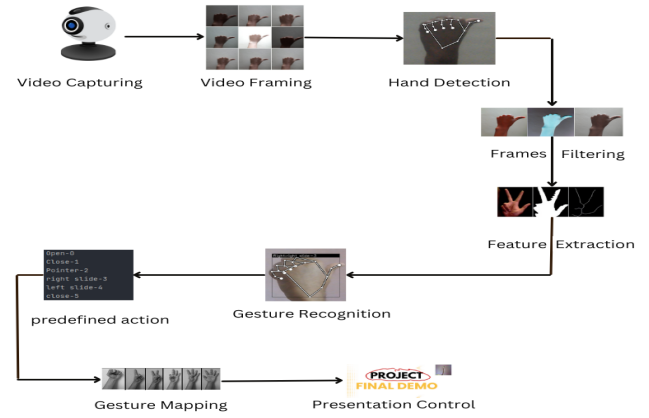 Video Capturing
Video Framing
Hand Detection
Frames Filtering
Feature Extraction
Gesture Recognition
Open-0
Close-1
Pointer-2
right slide-3
left slide-4
close-5
predefined action
Gesture Mapping
PROJECT
FINAL DEMO
Presentation Control